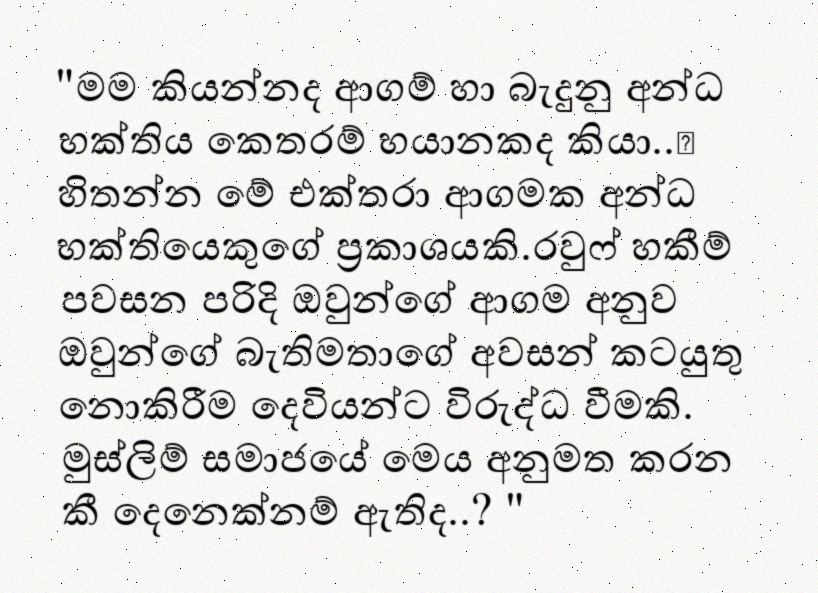 "මම කියන්නද ආගම් හා බැදුනු අන්ධ
භක්තිය කෙතරම් භයානකද කියා..
හිතන්න මේ එක්තරා ආගමක අන්ධ
භක්තියෙකුගේ ප්‍රකාශයකි.රවුෆ් හකීම්
පවසන පරිදි ඔවුන්ගේ ආගම අනුව
ඔවුන්ගේ බැතිමතාගේ අවසන් කටයුතු
නොකිරීම දෙවියන්ට විරුද්ධ වීමකි.
මුස්ලිම් සමාජයේ මෙය අනුමත කරන
කී දෙනෙක්නම් ඇතිද..? "